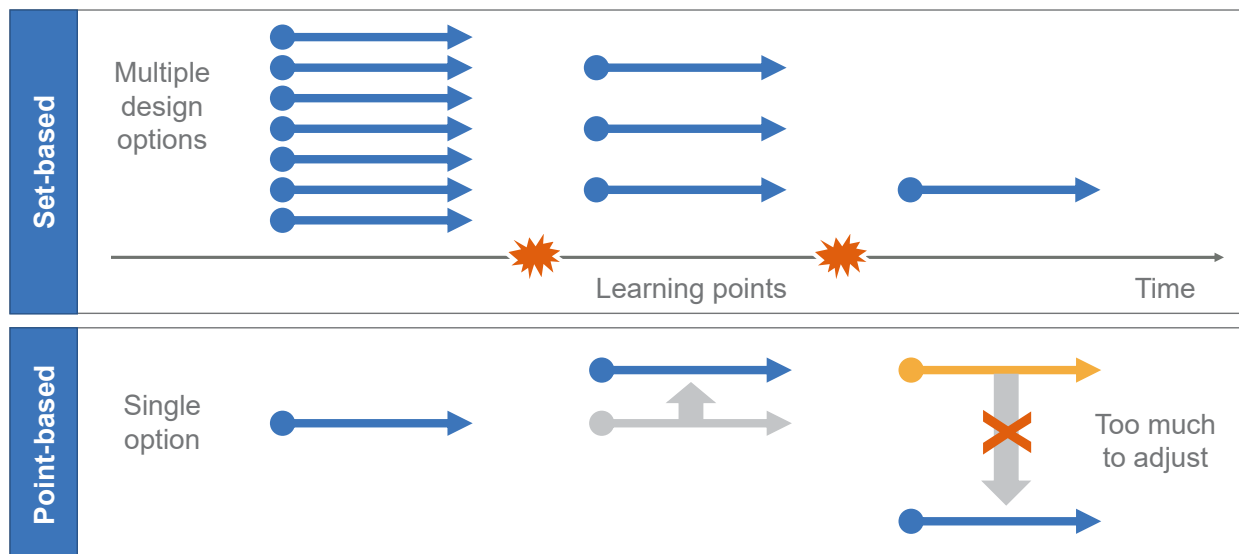 Set-based
Multiple
design
options
Learning points
Time
Point-based
Single
option
Too much
to adjust